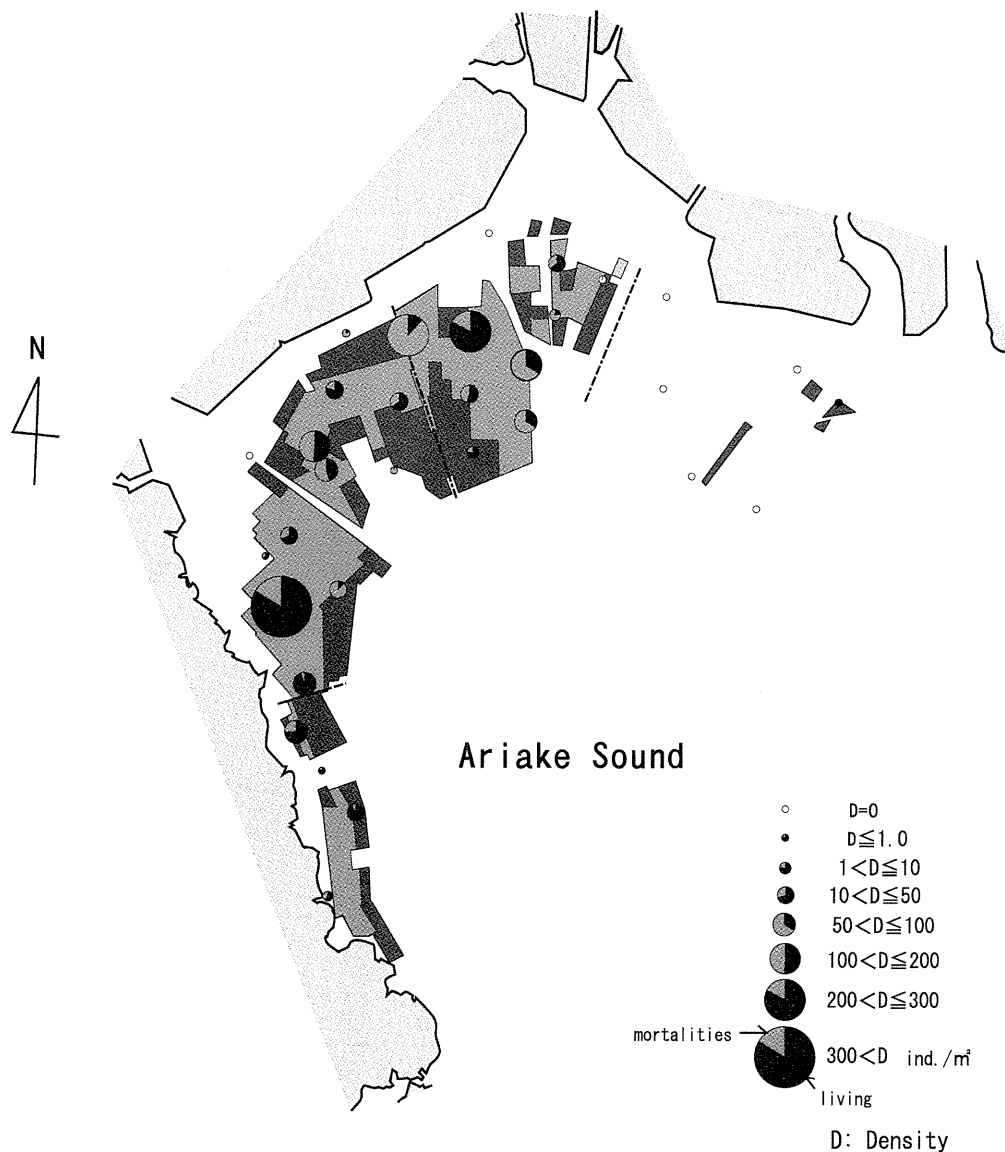 N
Ariake Sound
D=0
D≦1.0
1<D≦10
10<D≦50
50<D≦100
100<D≦200
200<D≦300
mortalities
300<D ind./㎡
living
D: Density